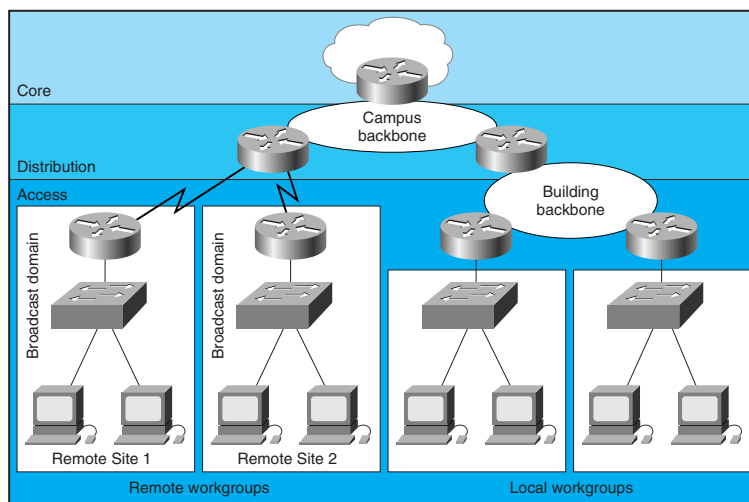 Core
Campus
backbone
Distribution
Access
Building
backbone
Broadcast domain
Broadcast domain
Remote Site 1
Remote Site 2
Remote workgroups
Local workgroups